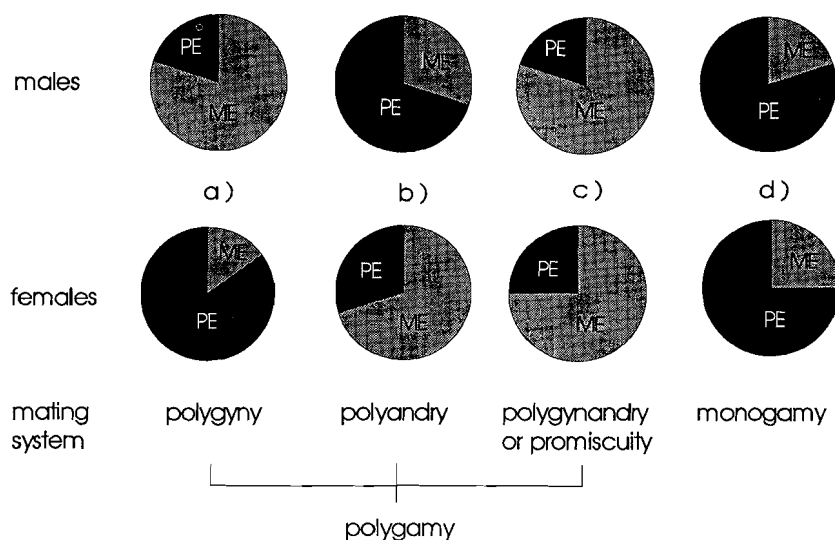 males
PE ME
PE ME
PE ME
PE ME
a) b) c) d)
females
PE ME
PE ME
PE ME
PE ME
mating
system
polygyny
polyandry
polygynandry
or promiscuity
monogamy
polygamy